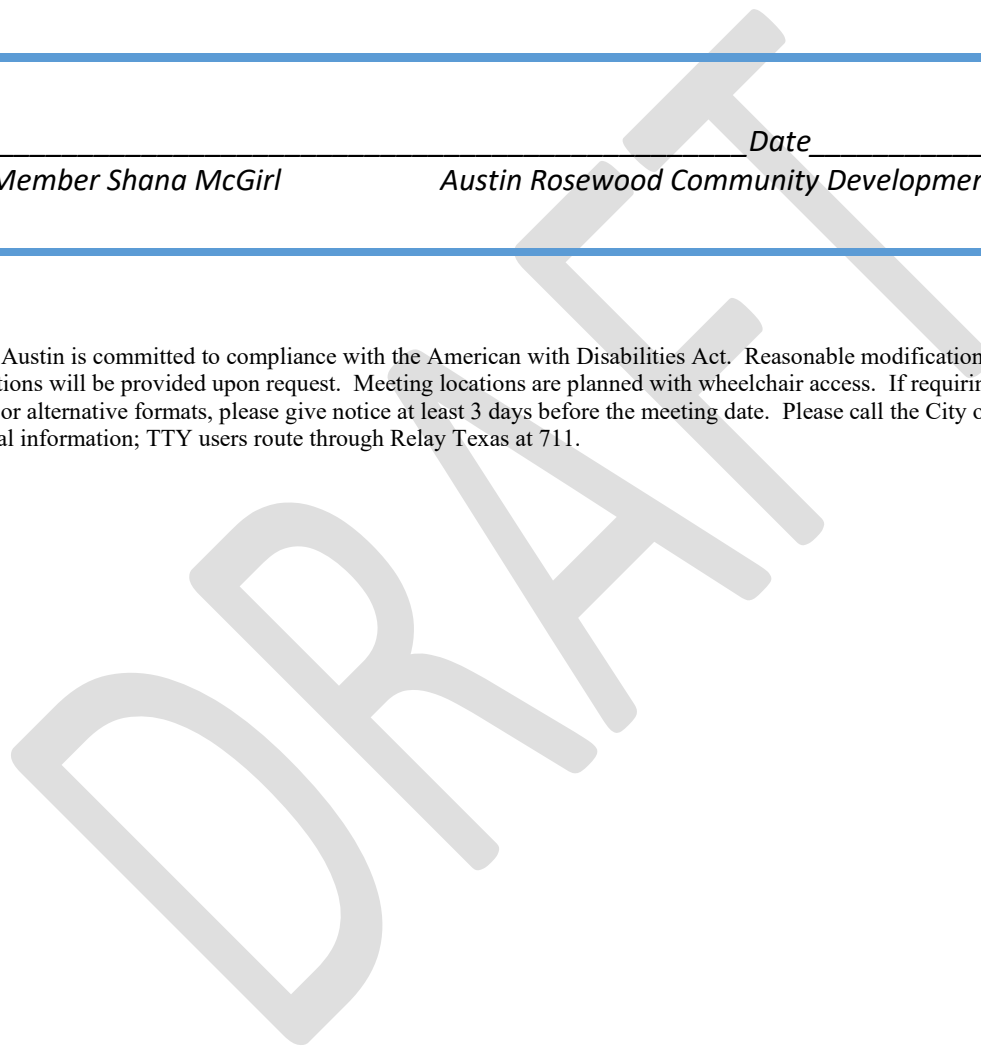 ______________________________________________Date___________
Member Shana McGirl Austin Rosewood Community Developmen
Austin is committed to compliance with the American with Disabilities Act. Reasonable modification
tions will be provided upon request. Meeting locations are planned with wheelchair access. If requirin
or alternative formats, please give notice at least 3 days before the meeting date. Please call the City o
al information; TTY users route through Relay Texas at 711.
DRAFT